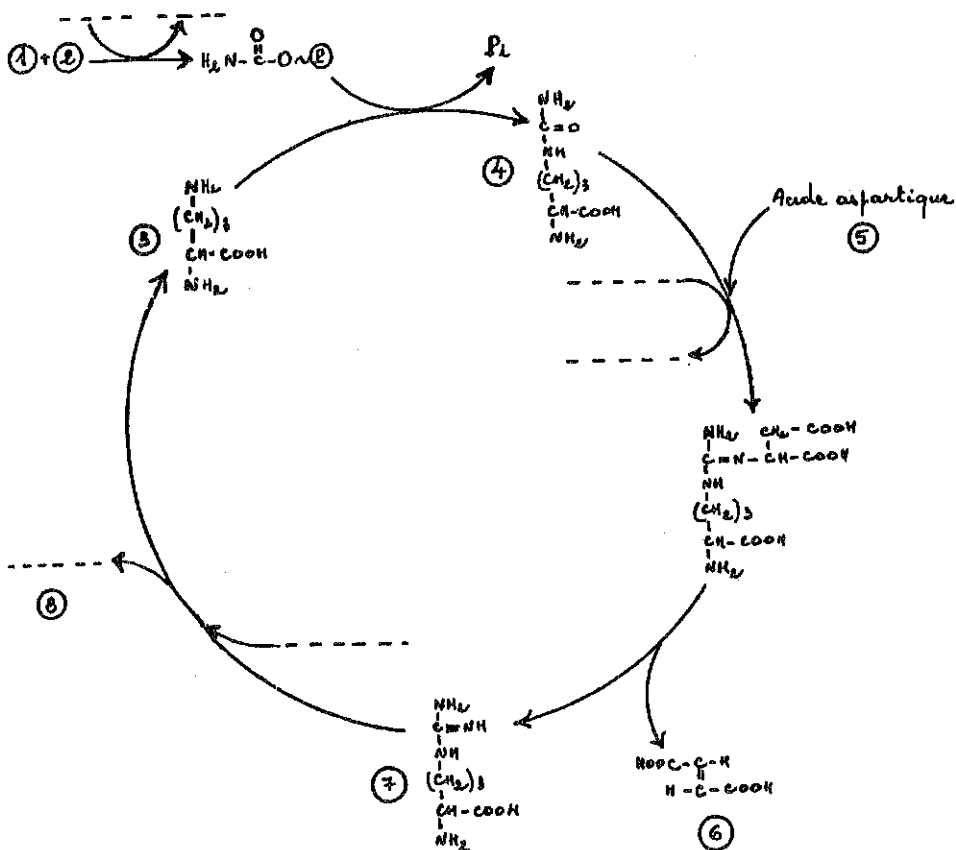 ① + ② H₂N-C-O~Ⓟ
O
Pi
NH₂
C=O
NH
(CH₂)₃
CH-COOH
NH₂
④
NH₂
(CH₂)₃
CH-COOH
NH₂
③
Acide aspartique
⑤
NH₂ CH₂-COOH
C=N-CH-COOH
NH
(CH₂)₃
CH-COOH
NH₂
⑧
NH₂
C=NH
NH
(CH₂)₃
CH-COOH
NH₂
⑦
HOOC-C-H
H-C-COOH
⑥